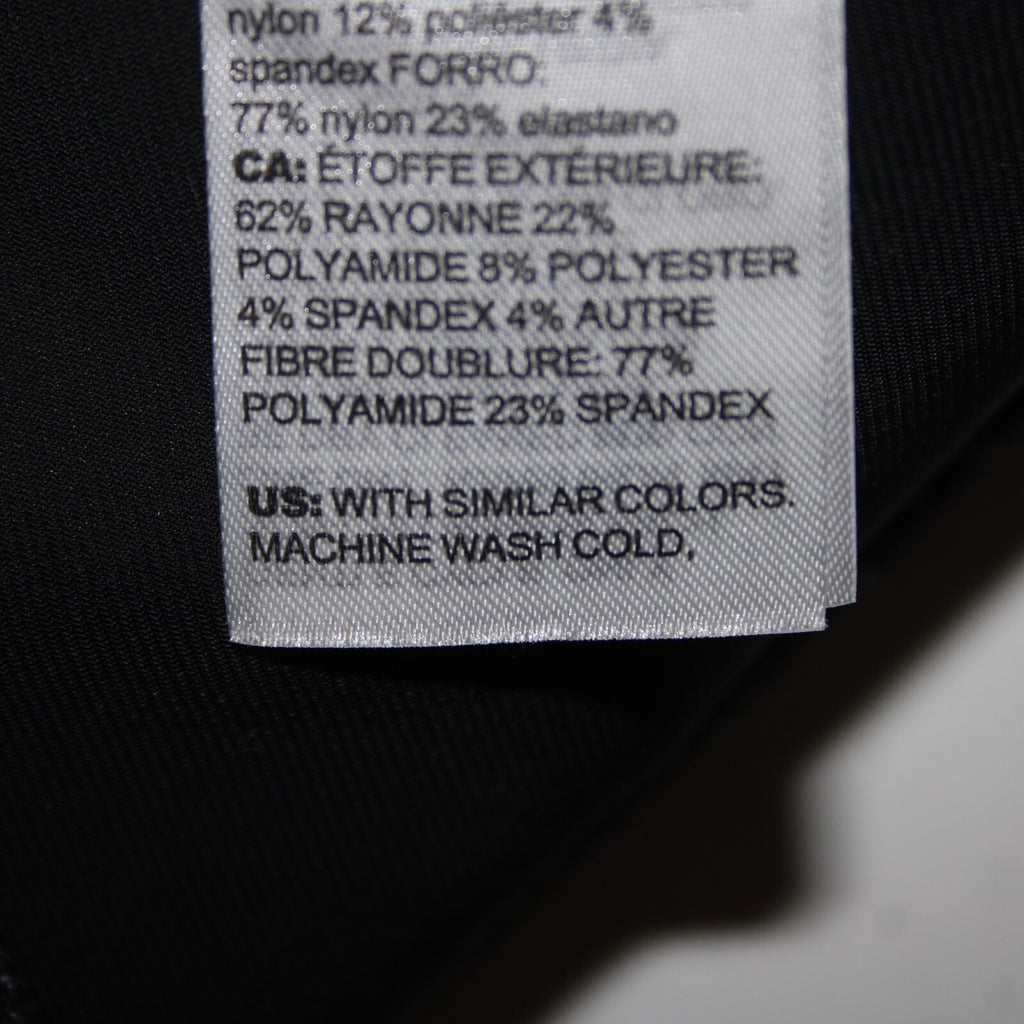 nylon 12% poliéster 4%
spandex FORRO:
77% nylon 23% elastano
CA: ÉTOFFE EXTÉRIEURE:
62% RAYONNE 22%
POLYAMIDE 8% POLYESTER
4% SPANDEX 4% AUTRE
FIBRE DOUBLURE: 77%
POLYAMIDE 23% SPANDEX
US: WITH SIMILAR COLORS.
MACHINE WASH COLD,